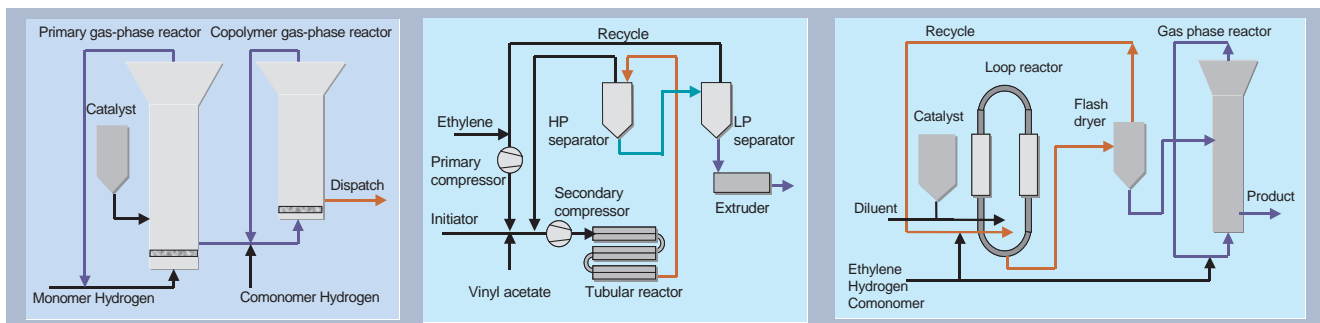 Primary gas-phase reactor
Copolymer gas-phase reactor
Catalyst
Dispatch
Monomer Hydrogen
Comonomer Hydrogen
Recycle
Ethylene
HP
separator
LP
separator
Primary
compressor
Secondary
compressor
Extruder
Initiator
Vinyl acetate
Tubular reactor
Recycle
Gas phase reactor
Loop reactor
Catalyst
Flash
dryer
Diluent
Product
Ethylene
Hydrogen
Comonomer